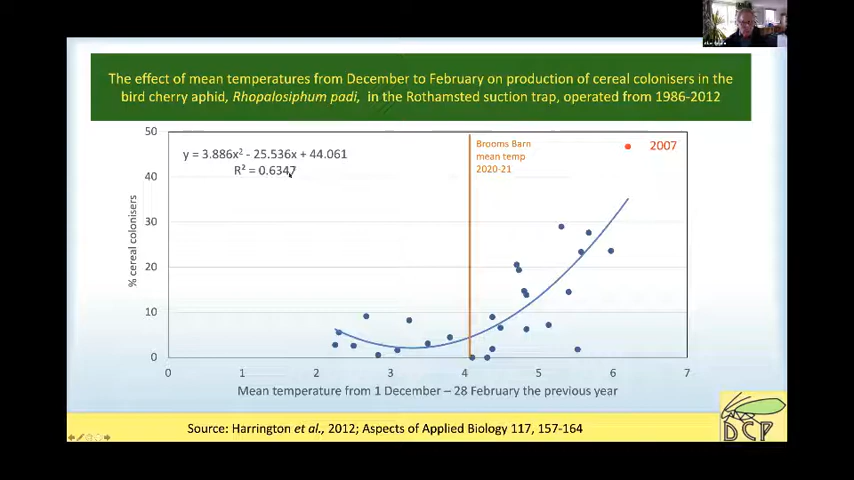 The effect of mean temperatures from December to February on production of cereal colonisers in the
bird cherry aphid, Rhopalosiphum padi, in the Rothamsted suction trap, operated from 1986-2012
50
40
30
20
10
0
% cereal colonisers
y = 3.886x² - 25.536x + 44.061
R² = 0.6347
Brooms Barn
mean temp
2020-21
2007
0 1 2 3 4 5 6 7
Mean temperature from 1 December – 28 February the previous year
Source: Harrington et al., 2012; Aspects of Applied Biology 117, 157-164
DCP